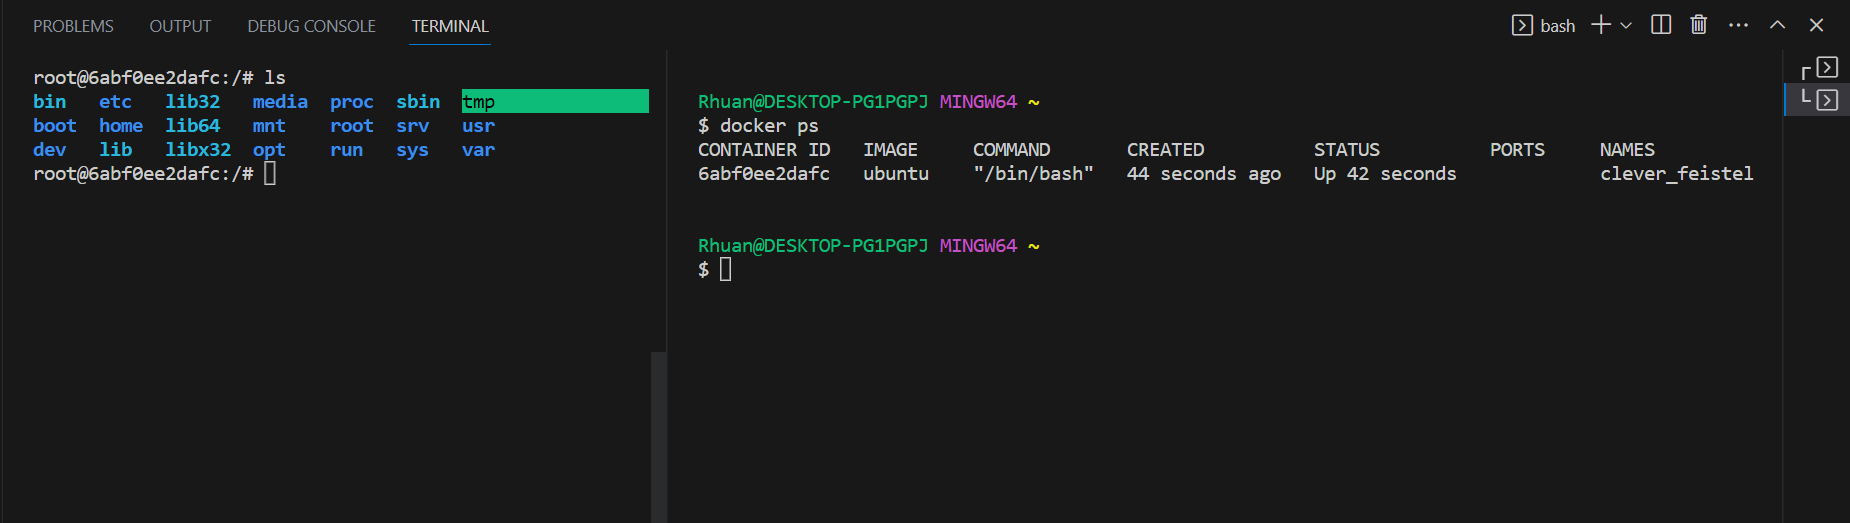 PROBLEMS OUTPUT DEBUG CONSOLE TERMINAL bash
root@6abf0ee2dafc:/# ls
bin etc lib32 media proc sbin tmp
boot home lib64 mnt root srv usr
dev lib libx32 opt run sys var
root@6abf0ee2dafc:/#
Rhuan@DESKTOP-PG1PGPJ MINGW64 ~
$ docker ps
CONTAINER ID IMAGE COMMAND CREATED STATUS PORTS NAMES
6abf0ee2dafc ubuntu "/bin/bash" 44 seconds ago Up 42 seconds clever_feistel
Rhuan@DESKTOP-PG1PGPJ MINGW64 ~
$